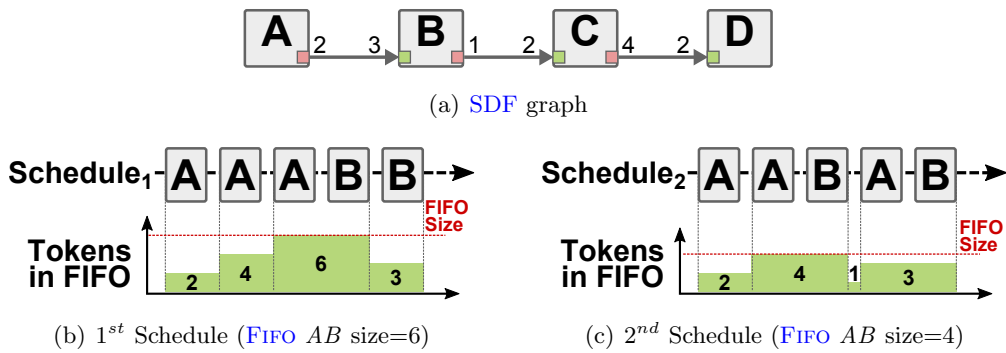 A B C D
2 3 1 2 4 2
(a) SDF graph
Schedule1 A A A B B
FIFO Size
Tokens in FIFO
2 4 6 3
(b) 1st Schedule (FIFO AB size=6)
Schedule2 A A B A B
FIFO Size
Tokens in FIFO
2 4 1 3
(c) 2nd Schedule (FIFO AB size=4)